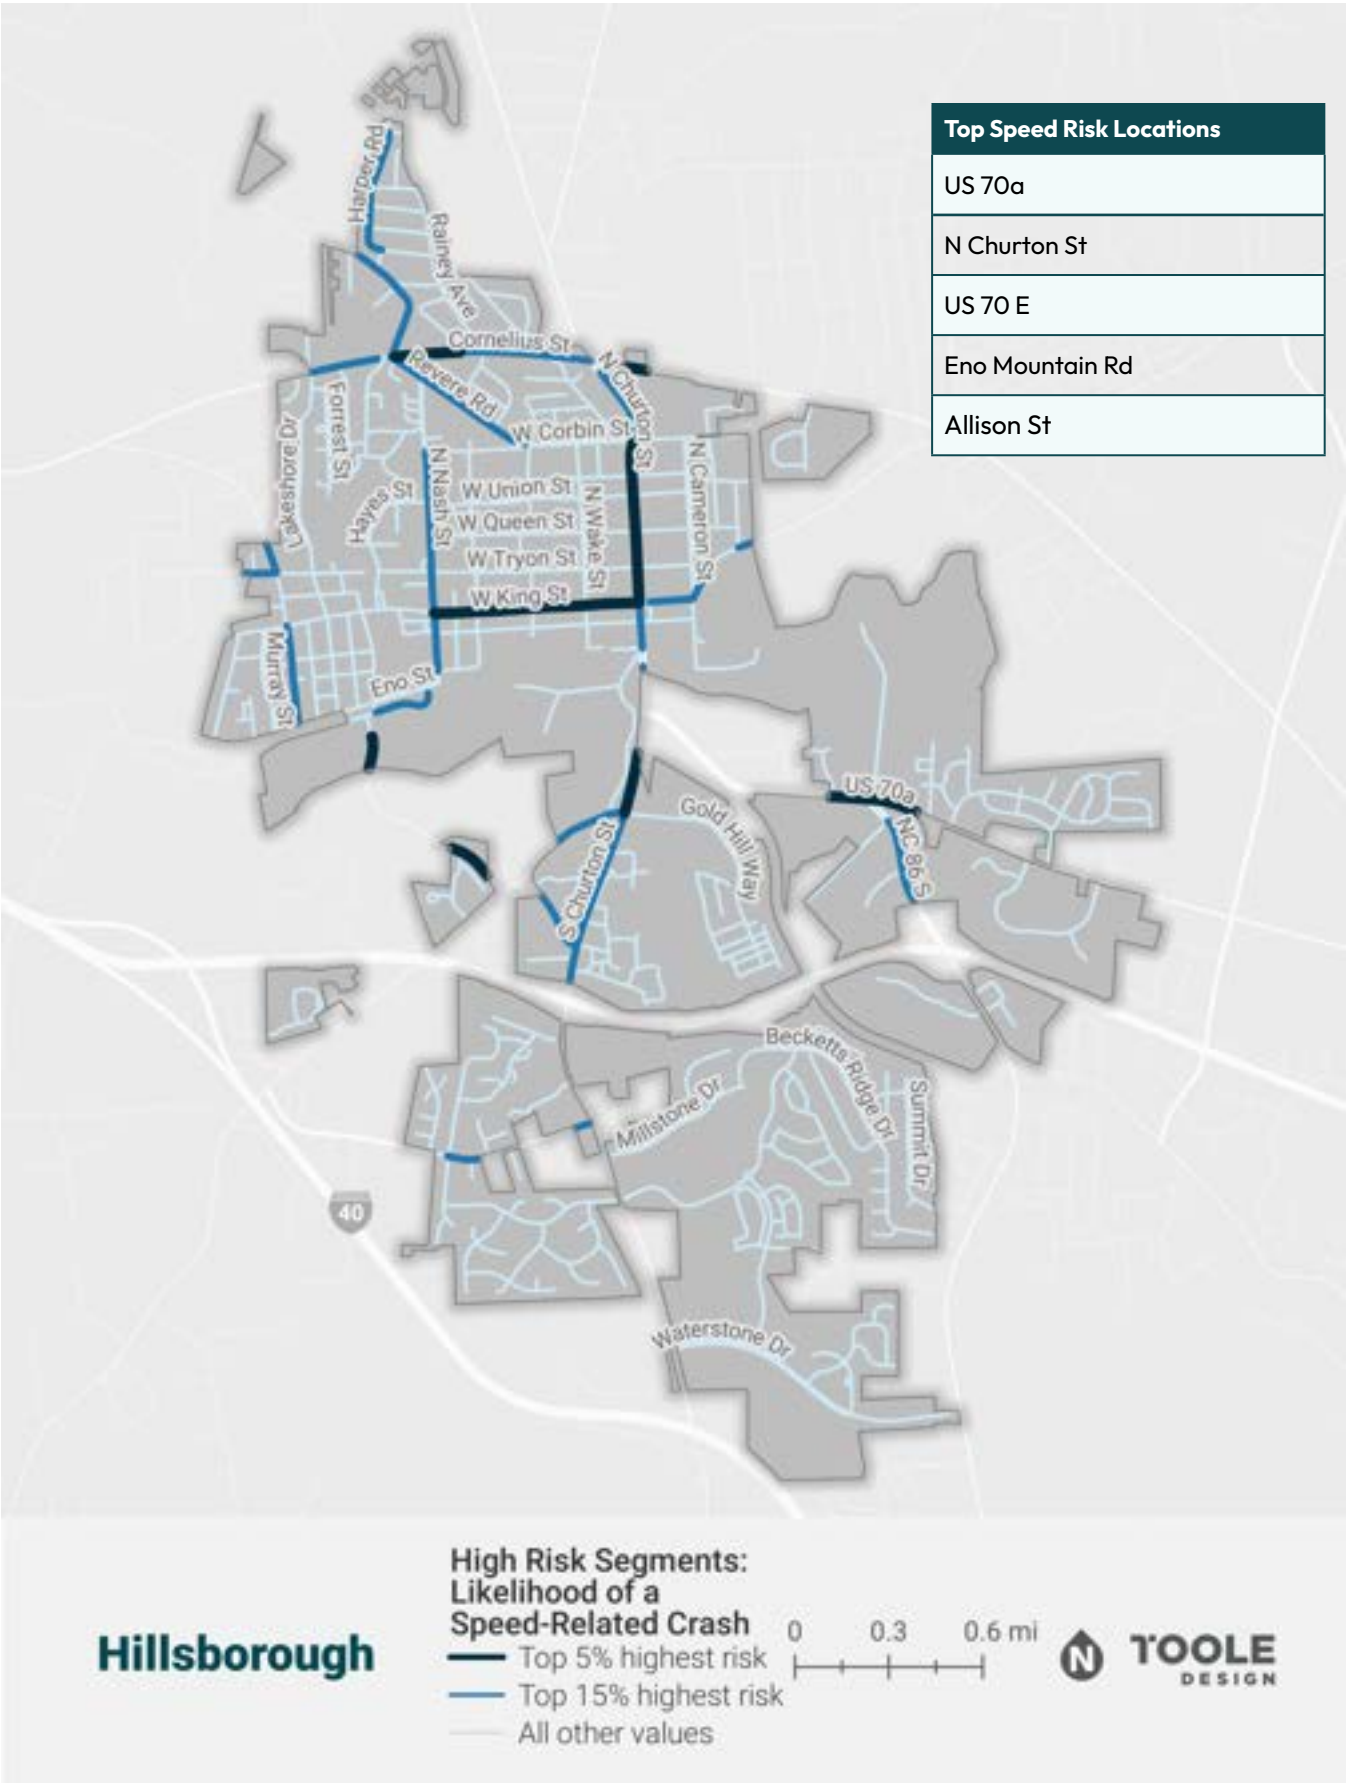 Top Speed Risk Locations
US 70a
N Churton St
US 70 E
Eno Mountain Rd
Allison St
Harper Rd
Rainey Ave
Cornelius St
Revere Rd
N Churton St
W Corbin St
Forrest St
Lakeshore Dr
Hayes St
N Nash St
W Union St
W Queen St
W Tryon St
N Wake St
N Cameron St
W King St
Murray St
Eno St
US 70a
NC 86 S
Gold Hill Way
S Churton St
Becketts Ridge Dr
Millstone Dr
Summit Dr
40
Waterstone Dr
Hillsborough
High Risk Segments:
Likelihood of a
Speed-Related Crash
Top 5% highest risk
Top 15% highest risk
All other values
0 0.3 0.6 mi
N
TOOLE
DESIGN